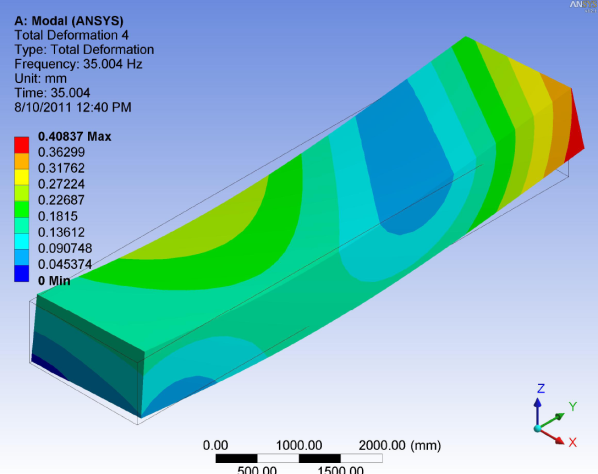 A: Modal (ANSYS)
Total Deformation 4
Type: Total Deformation
Frequency: 35.004 Hz
Unit: mm
Time: 35.004
8/10/2011 12:40 PM
0.40837 Max
0.36299
0.31762
0.27224
0.22687
0.1815
0.13612
0.090748
0.045374
0 Min
Z
Y
X
0.00 1000.00 2000.00 (mm)
500.00 1500.00